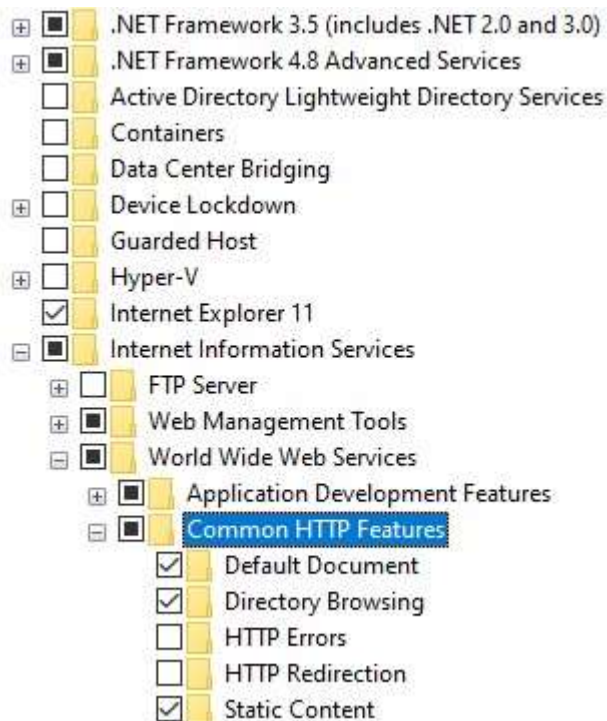 .NET Framework 3.5 (includes .NET 2.0 and 3.0)
.NET Framework 4.8 Advanced Services
Active Directory Lightweight Directory Services
Containers
Data Center Bridging
Device Lockdown
Guarded Host
Hyper-V
Internet Explorer 11
Internet Information Services
FTP Server
Web Management Tools
World Wide Web Services
Application Development Features
Common HTTP Features
Default Document
Directory Browsing
HTTP Errors
HTTP Redirection
Static Content